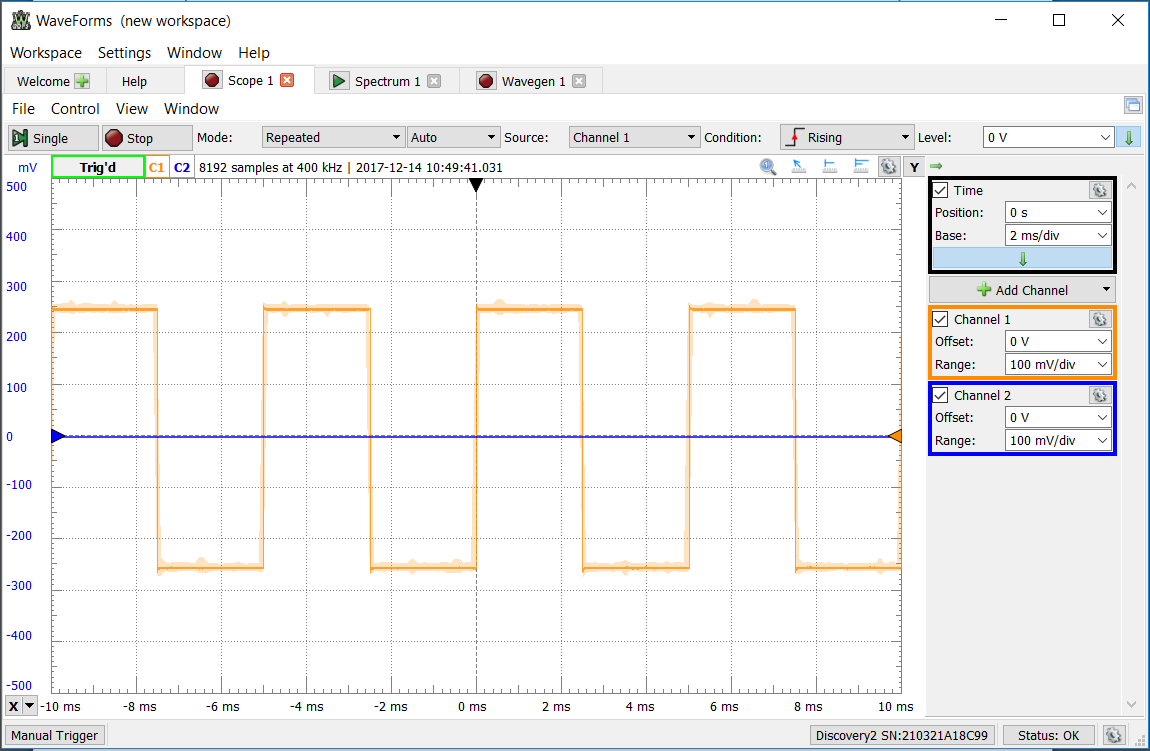 WaveForms (new workspace)
Workspace Settings Window Help
Welcome Help Scope 1 Spectrum 1 Wavegen 1
File Control View Window
Single Stop Mode: Repeated Auto Source: Channel 1 Condition: Rising Level: 0 V
mV Trig'd C1 C2 8192 samples at 400 kHz | 2017-12-14 10:49:41.031 Y
500
400
300
200
100
0
-100
-200
-300
-400
-500
X -10 ms -8 ms -6 ms -4 ms -2 ms 0 ms 2 ms 4 ms 6 ms 8 ms 10 ms
Time
Position: 0 s
Base: 2 ms/div
Add Channel
Channel 1
Offset: 0 V
Range: 100 mV/div
Channel 2
Offset: 0 V
Range: 100 mV/div
Manual Trigger Discovery2 SN:210321A18C99 Status: OK